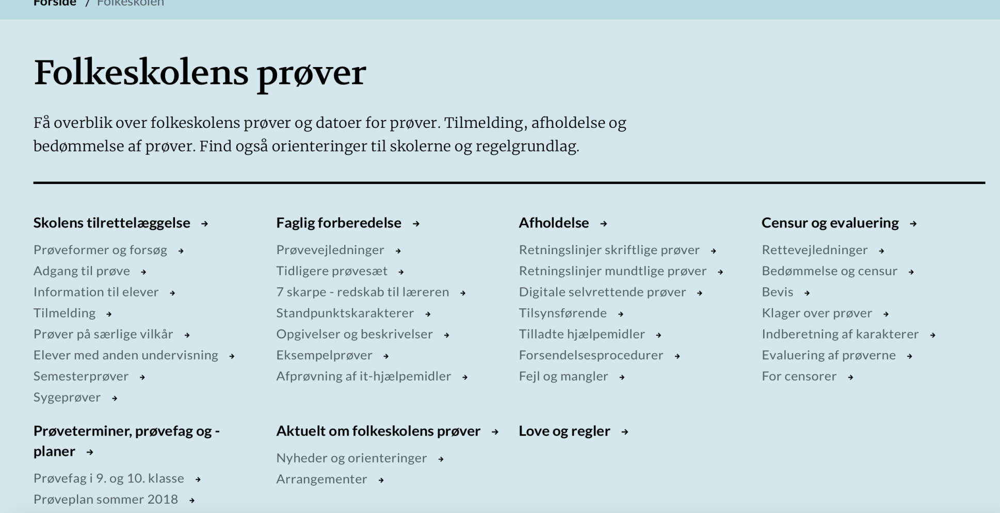 Forside / Folkeskolen
Folkeskolens prøver
Få overblik over folkeskolens prøver og datoer for prøver. Tilmelding, afholdelse og
bedømmelse af prøver. Find også orienteringer til skolerne og regelgrundlag.
Skolens tilrettelæggelse →
Prøveformer og forsøg →
Adgang til prøve →
Information til elever →
Tilmelding →
Prøver på særlige vilkår →
Elever med anden undervisning →
Semesterprøver →
Sygeprøver →
Faglig forberedelse →
Prøvevejledninger →
Tidligere prøvesæt →
7 skarpe - redskab til læreren →
Standpunktskarakterer →
Opgivelser og beskrivelser →
Eksempelprøver →
Afprøvning af it-hjælpemidler →
Afholdelse →
Retningslinjer skriftlige prøver →
Retningslinjer mundtlige prøver →
Digitale selvrettende prøver →
Tilsynsførende →
Tilladte hjælpemidler →
Forsendelsesprocedurer →
Fejl og mangler →
Censur og evaluering →
Rettevejledninger →
Bedømmelse og censur →
Bevis →
Klager over prøver →
Indberetning af karakterer →
Evaluering af prøverne →
For censorer →
Prøveterminer, prøvefag og -
planer →
Prøvefag i 9. og 10. klasse →
Prøveplan sommer 2018 →
Aktuelt om folkeskolens prøver →
Nyheder og orienteringer →
Arrangementer →
Love og regler →